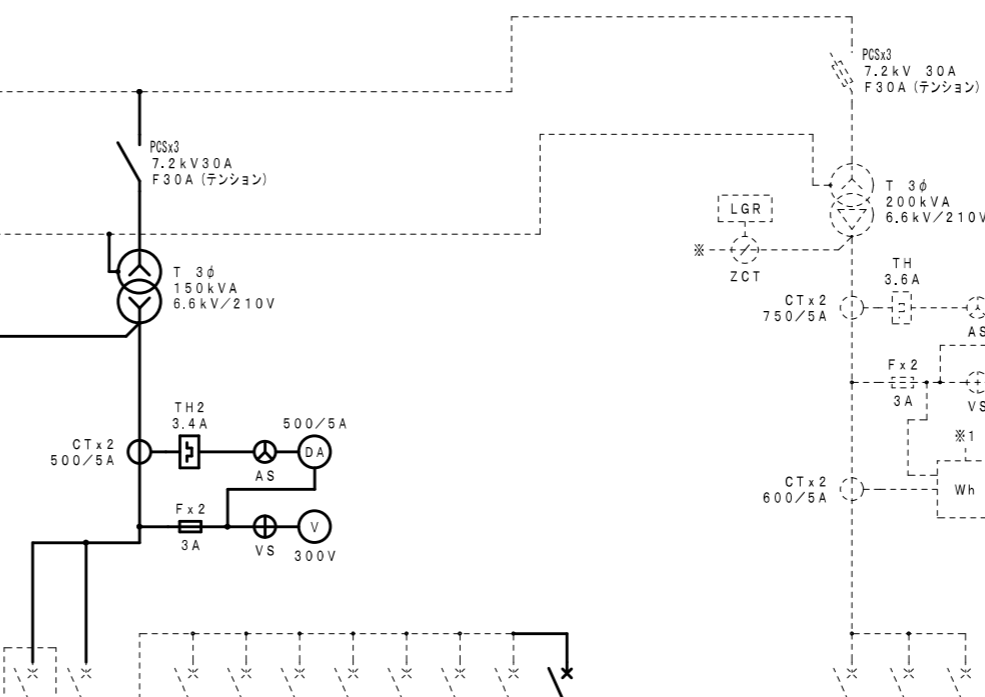 PCSx3
7.2kV 30A
F30A (テンション)
PCSx3
7.2kV30A
F30A (テンション)
T 3φ
200kVA
6.6kV/210V
LGR
※
ZCT
T 3φ
150kVA
6.6kV/210V
TH
3.6A
CTx2
750/5A
AS
Fx2
3A
VS
TH2
3.4A
500/5A
CTx2
500/5A
DA
AS
※1
Wh
CTx2
600/5A
Fx2
3A
VS
V
300V